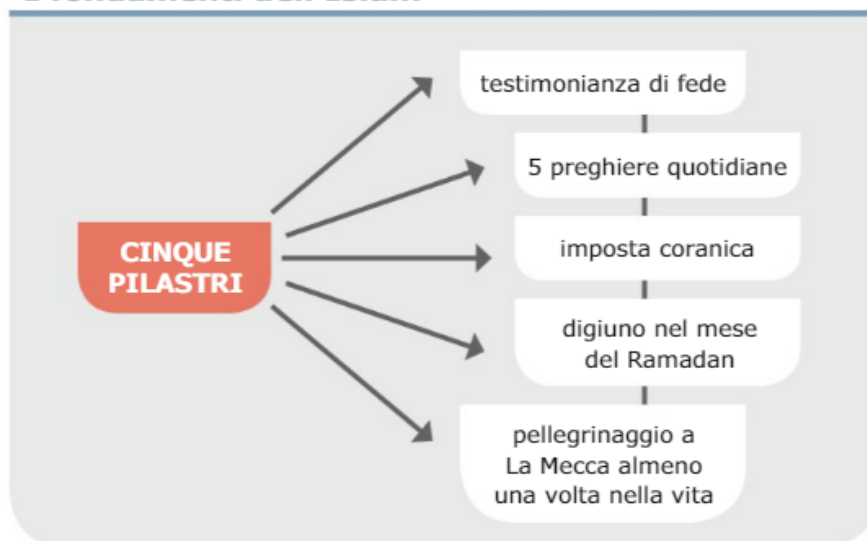 CINQUE
PILASTRI
testimonianza di fede
5 preghiere quotidiane
imposta coranica
digiuno nel mese
del Ramadan
pellegrinaggio a
La Mecca almeno
una volta nella vita